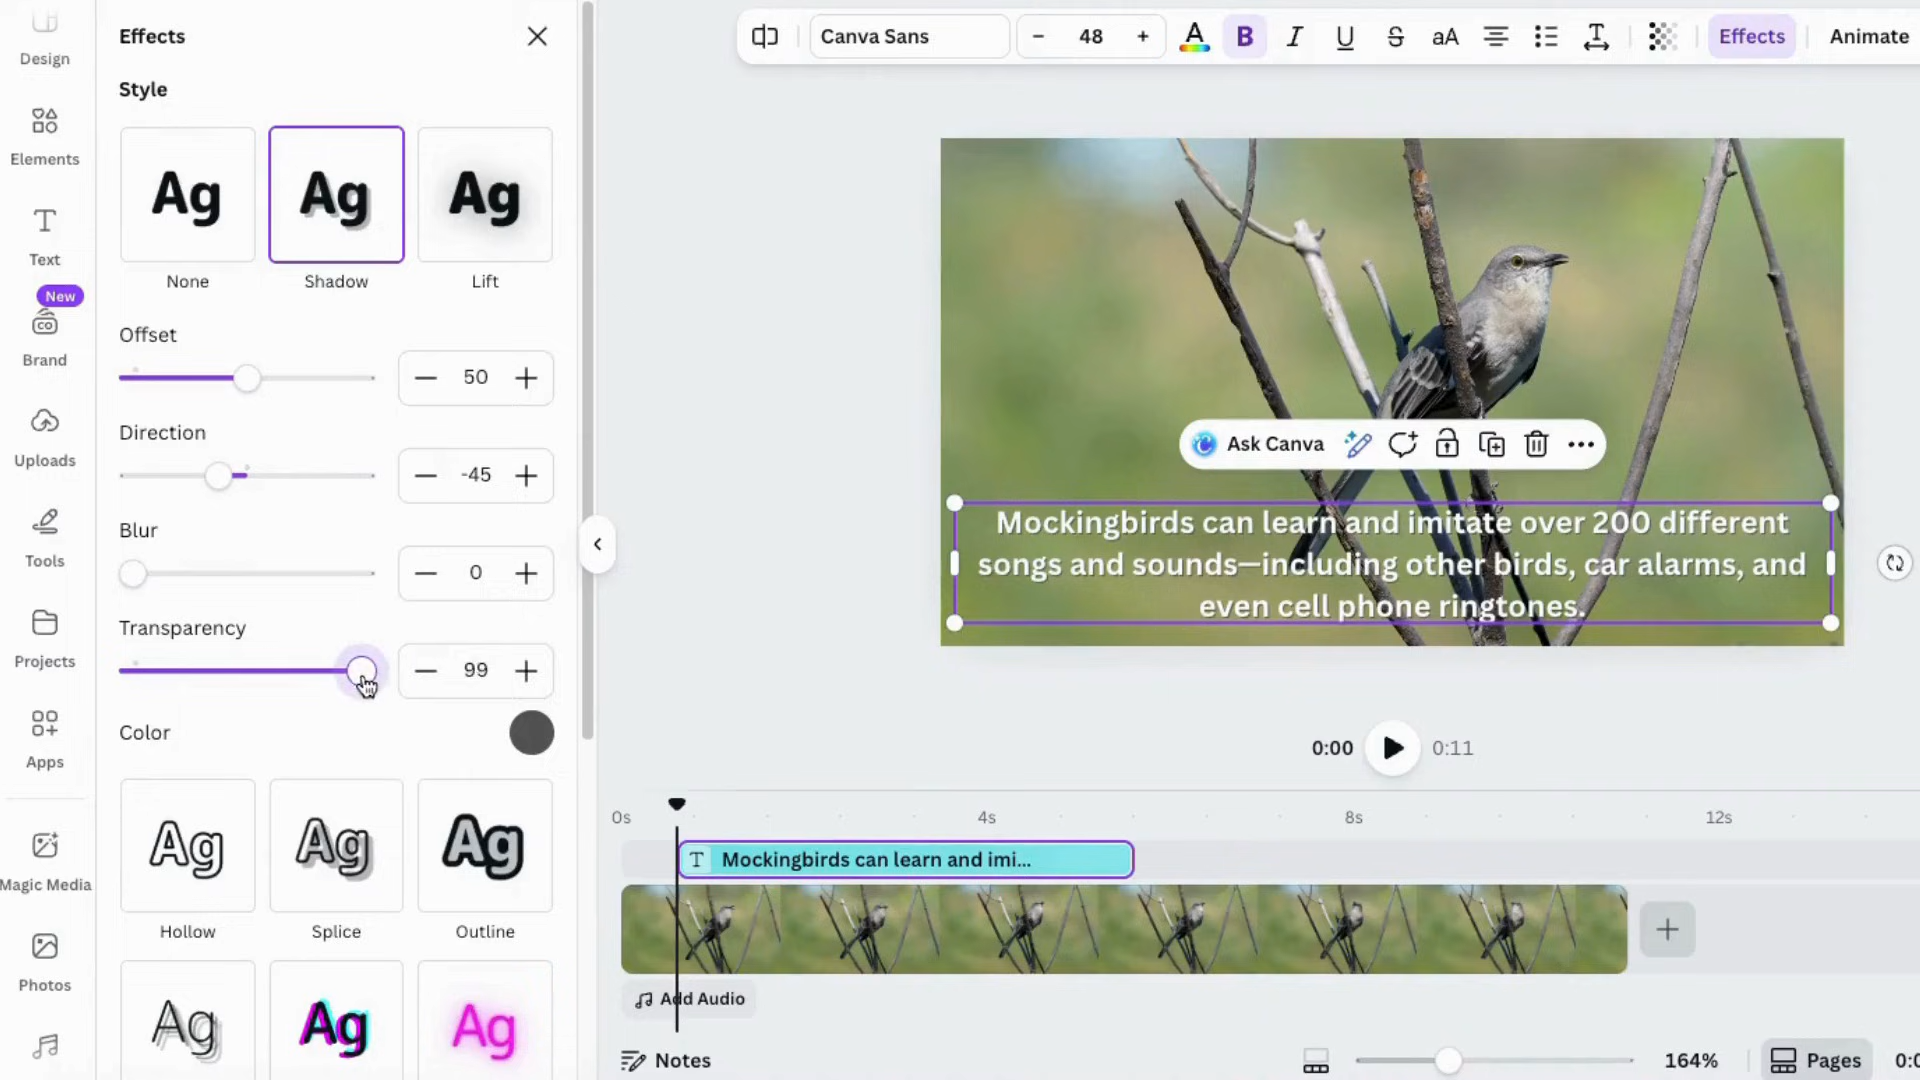 Design
Elements
Text
New
Brand
Uploads
Tools
Projects
Apps
Magic Media
Photos
Effects
Style
Ag Ag Ag
None Shadow Lift
Offset
50
Direction
-45
Blur
0
Transparency
99
Color
Ag Ag Ag
Hollow Splice Outline
Ag Ag Ag
Canva Sans
48
A B I U S aA
Effects
Animate
Ask Canva
Mockingbirds can learn and imitate over 200 different
songs and sounds—including other birds, car alarms, and
even cell phone ringtones.
0:00 0:11
0s 4s 8s 12s
T Mockingbirds can learn and imi...
Add Audio
Notes
164%
Pages